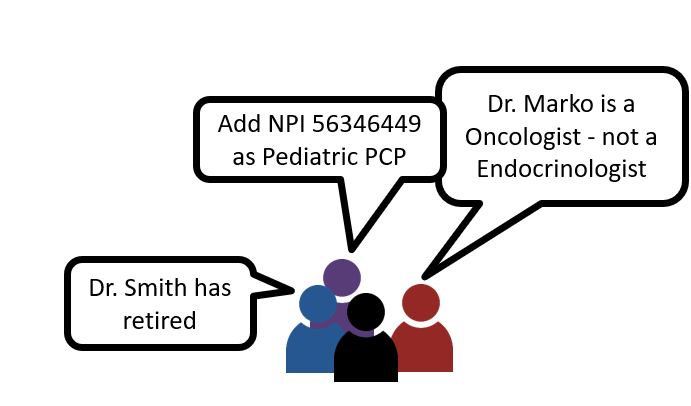 Dr. Marko is a
Oncologist - not a
Endocrinologist
Add NPI 56346449
as Pediatric PCP
Dr. Smith has
retired